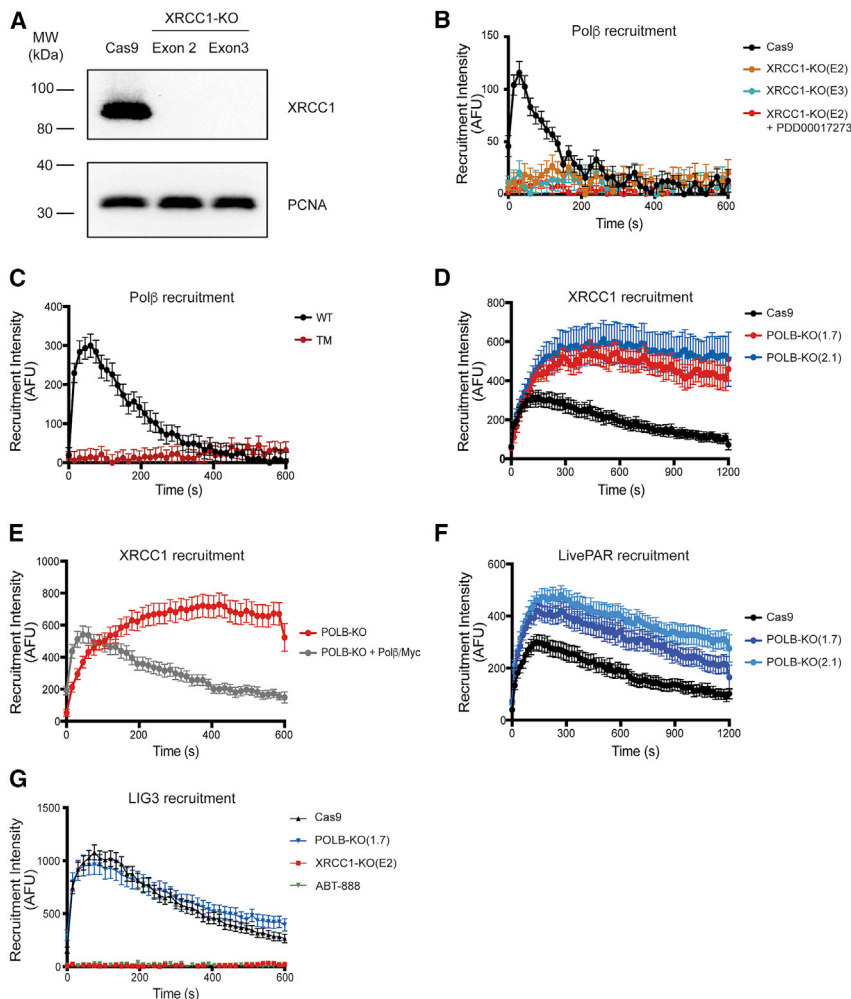 A
XRCC1-KO
MW
(kDa)
Cas9
Exon 2
Exon3
100
80
XRCC1
40
30
PCNA
B
Polβ recruitment
Recruitment Intensity
(AFU)
150
100
50
0
0 200 400 600
Time (s)
Cas9
XRCC1-KO(E2)
XRCC1-KO(E3)
XRCC1-KO(E2)
+ PDD00017273
C
Polβ recruitment
Recruitment Intensity
(AFU)
400
300
200
100
0
0 200 400 600
Time (s)
WT
TM
D
XRCC1 recruitment
Recruitment Intensity
(AFU)
800
600
400
200
0
0 300 600 900 1200
Time (s)
Cas9
POLB-KO(1.7)
POLB-KO(2.1)
E
XRCC1 recruitment
Recruitment Intensity
(AFU)
1000
800
600
400
200
0
0 200 400 600
Time (s)
POLB-KO
POLB-KO + Polβ/Myc
F
LivePAR recruitment
Recruitment Intensity
(AFU)
600
400
200
0
0 300 600 900 1200
Time (s)
Cas9
POLB-KO(1.7)
POLB-KO(2.1)
G
LIG3 recruitment
Recruitment Intensity
(AFU)
1500
1000
500
0
0 200 400 600
Time (s)
Cas9
POLB-KO(1.7)
XRCC1-KO(E2)
ABT-888